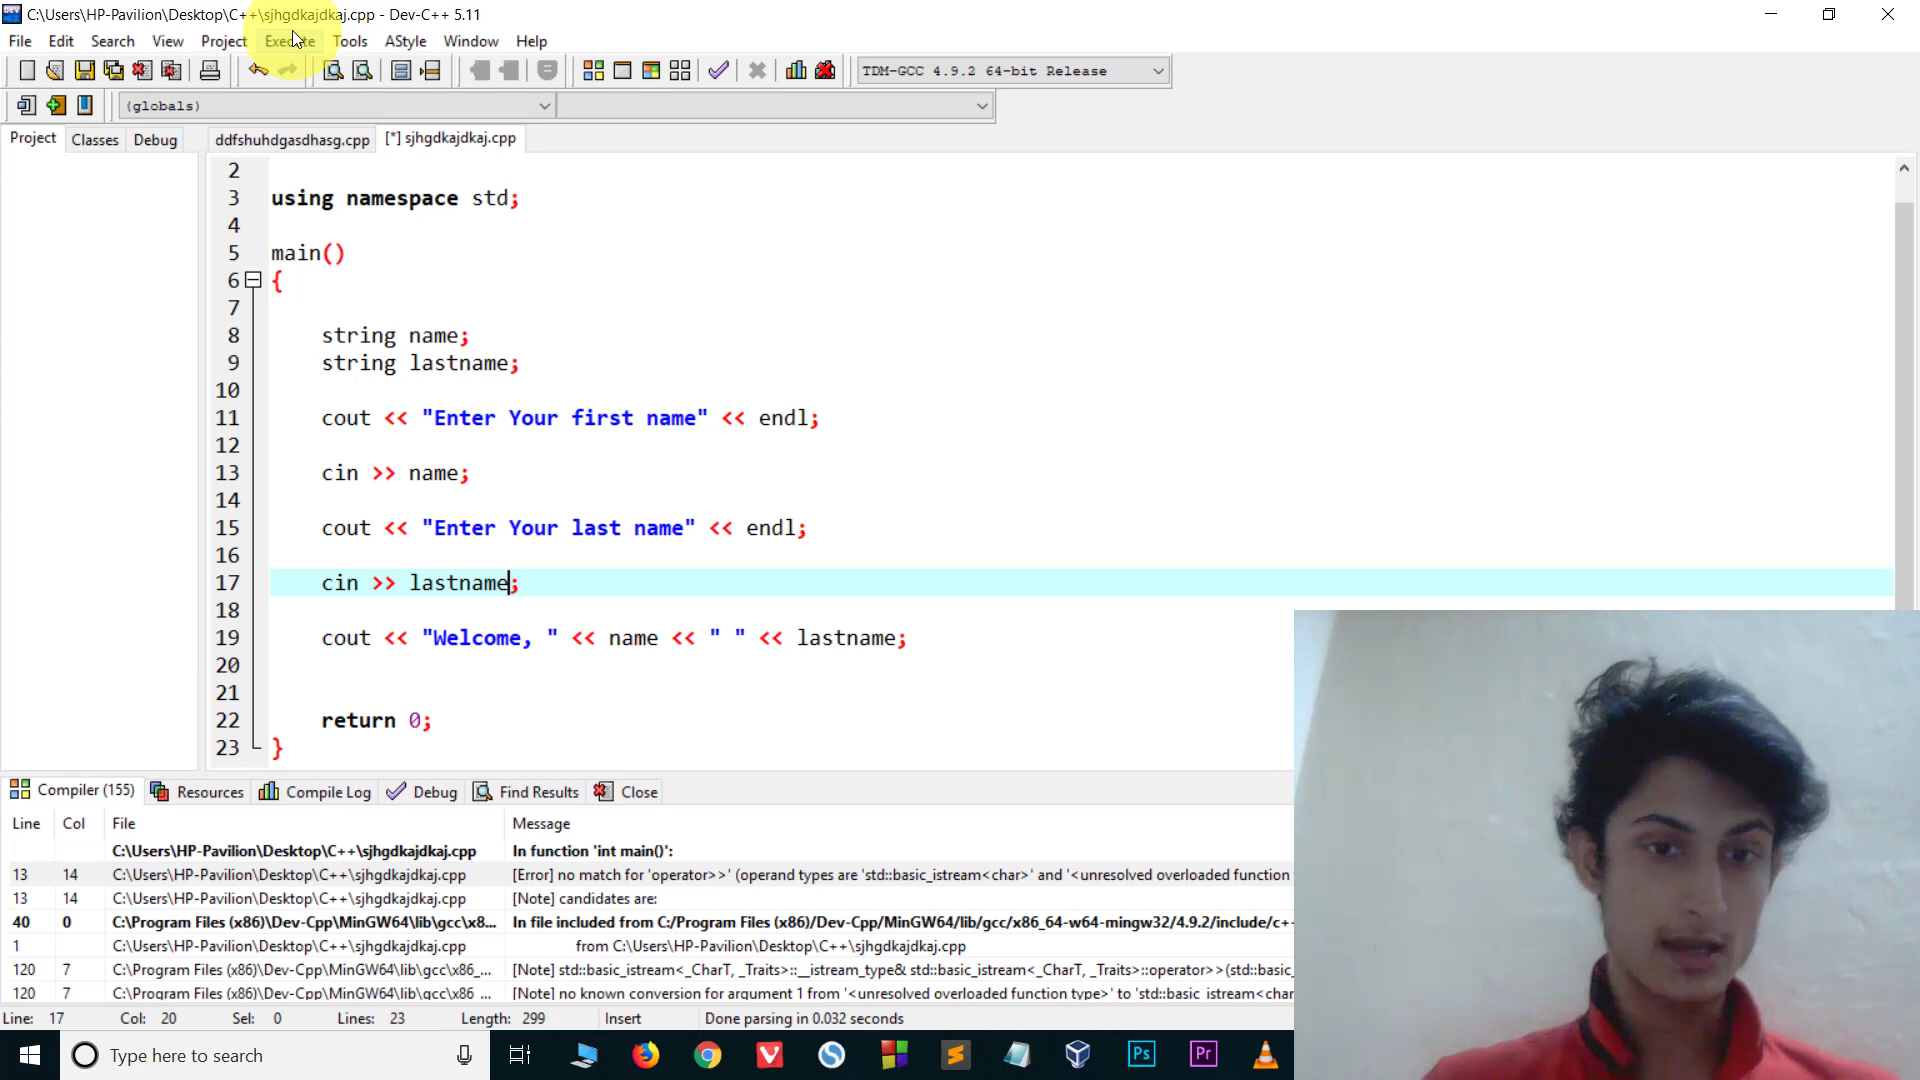 C:\Users\HP-Pavilion\Desktop\C++\sjhgdkajdkaj.cpp - Dev-C++ 5.11
File Edit Search View Project Execute Tools AStyle Window Help
TDM-GCC 4.9.2 64-bit Release
(globals)
Project Classes Debug ddfshuhdgasdhasg.cpp [*] sjhgdkajdkaj.cpp
2
3 using namespace std;
4
5 main()
6 {
7
8 string name;
9 string lastname;
10
11 cout << "Enter Your first name" << endl;
12
13 cin >> name;
14
15 cout << "Enter Your last name" << endl;
16
17 cin >> lastname;
18
19 cout << "Welcome, " << name << " " << lastname;
20
21
22 return 0;
23 }
Compiler (155) Resources Compile Log Debug Find Results Close
Line Col File Message
C:\Users\HP-Pavilion\Desktop\C++\sjhgdkajdkaj.cpp In function 'int main()':
13 14 C:\Users\HP-Pavilion\Desktop\C++\sjhgdkajdkaj.cpp [Error] no match for 'operator>>' (operand types are 'std::basic_istream<char>' and '<unresolved overloaded function
13 14 C:\Users\HP-Pavilion\Desktop\C++\sjhgdkajdkaj.cpp [Note] candidates are:
40 0 C:\Program Files (x86)\Dev-Cpp\MinGW64\lib\gcc\x8... In file included from C:/Program Files (x86)/Dev-Cpp/MinGW64/lib/gcc/x86_64-w64-mingw32/4.9.2/include/c+-
1 C:\Users\HP-Pavilion\Desktop\C++\sjhgdkajdkaj.cpp from C:\Users\HP-Pavilion\Desktop\C++\sjhgdkajdkaj.cpp
120 7 C:\Program Files (x86)\Dev-Cpp\MinGW64\lib\gcc\x86_... [Note] std::basic_istream<_CharT, _Traits>::__istream_type& std::basic_istream<_CharT, _Traits>::operator>>(std::basic_
120 7 C:\Program Files (x86)\Dev-Cpp\MinGW64\lib\gcc\x86_... [Note] no known conversion for argument 1 from '<unresolved overloaded function type>' to 'std::basic_istream<char
Line: 17 Col: 20 Sel: 0 Lines: 23 Length: 299 Insert Done parsing in 0.032 seconds
Type here to search Ps Pr